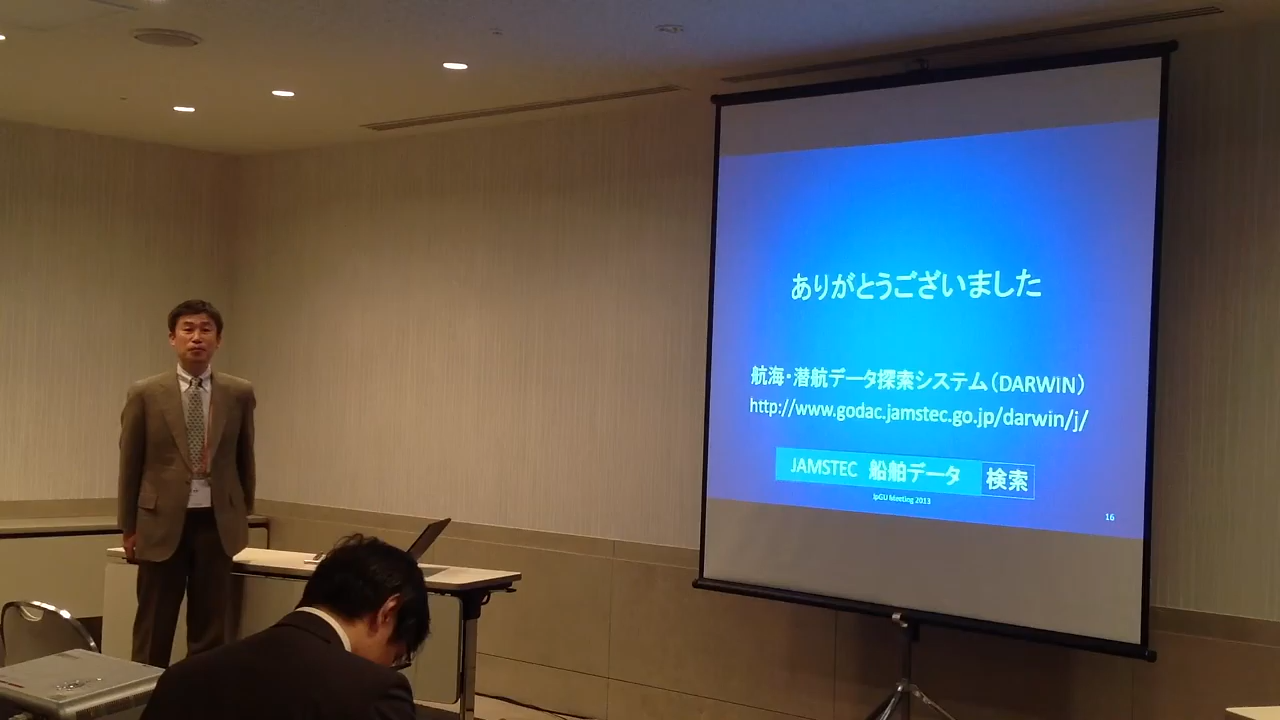 ありがとうございました
航海・潜航データ探索システム（DARWIN）
http://www.godac.jamstec.go.jp/darwin/j/
JAMSTEC 船舶データ 検索
JpGU Meeting 2013
16